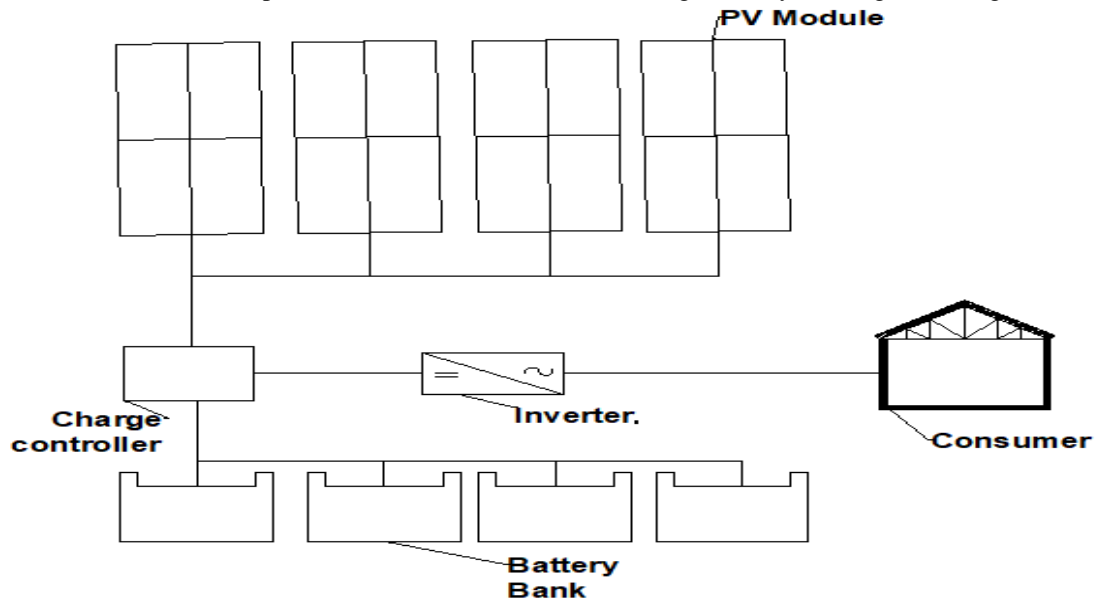 PV Module
Charge
controller
Inverter.
Consumer
Battery
Bank